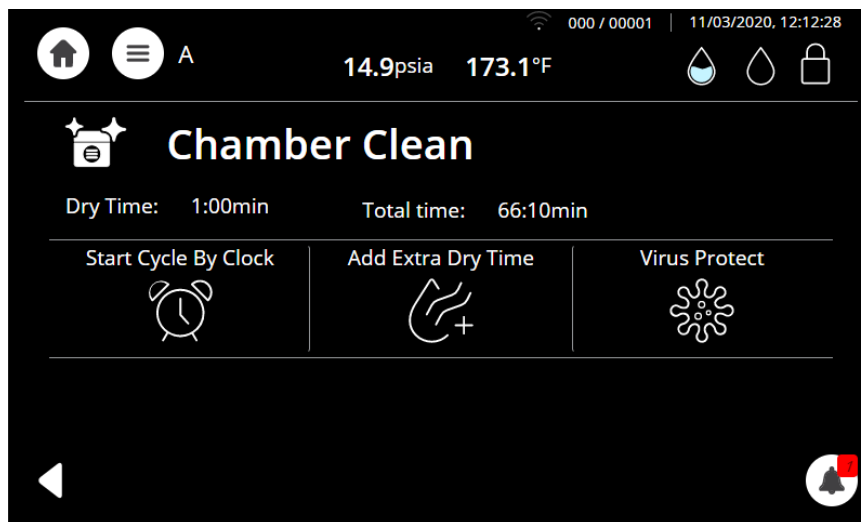 000 / 00001 | 11/03/2020, 12:12:28
A 14.9psia 173.1°F
Chamber Clean
Dry Time: 1:00min Total time: 66:10min
Start Cycle By Clock Add Extra Dry Time Virus Protect